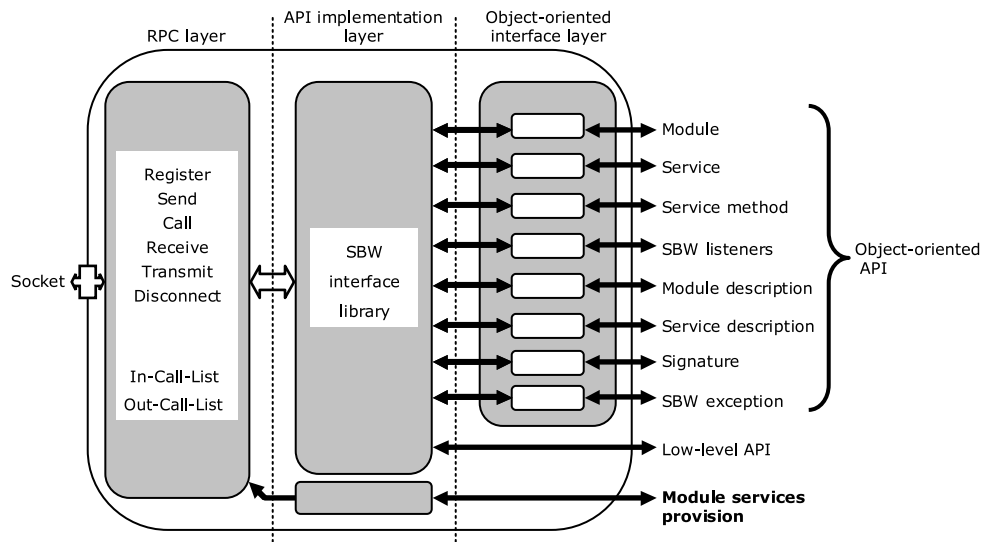 RPC layer
API implementation
layer
Object-oriented
interface layer
Register
Send
Call
Receive
Transmit
Disconnect
In-Call-List
Out-Call-List
Socket
SBW
interface
library
Module
Service
Service method
SBW listeners
Module description
Service description
Signature
SBW exception
Low-level API
Module services
provision
Object-oriented
API